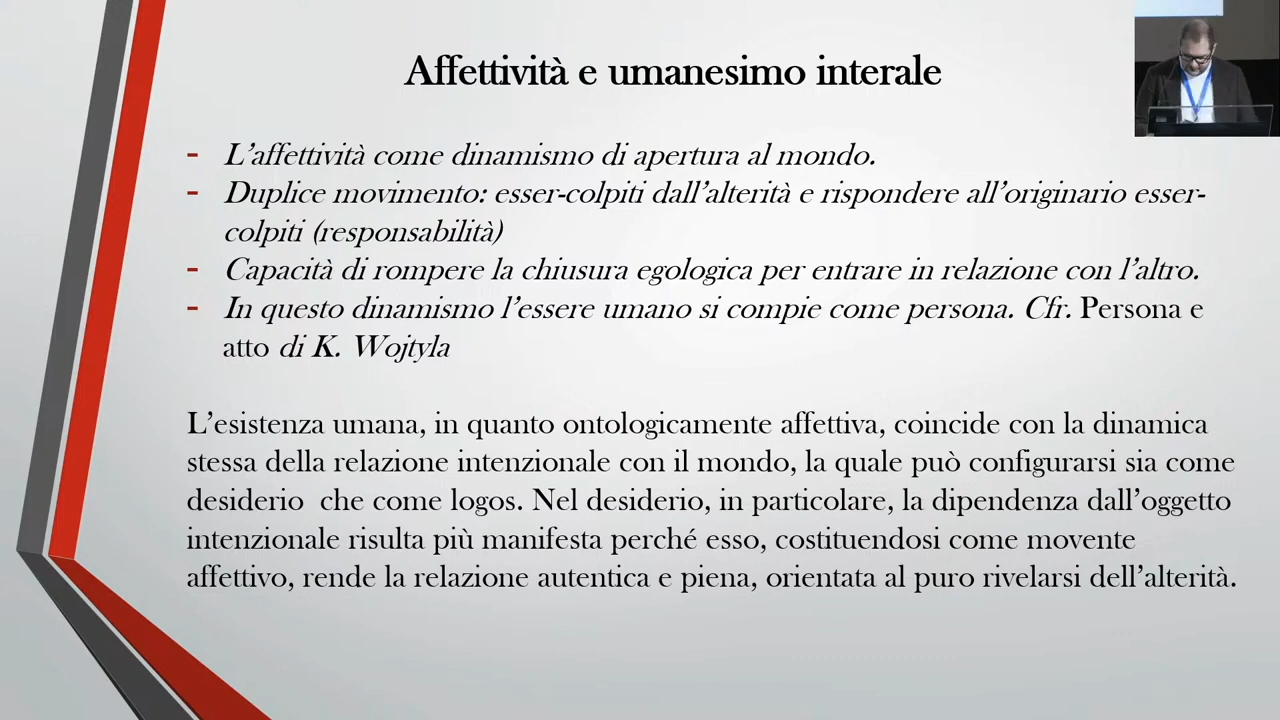 Affettività e umanesimo interale
- L’affettività come dinamismo di apertura al mondo.
- Duplice movimento: esser-colpiti dall’alterità e rispondere all’originario esser-
colpiti (responsabilità)
- Capacità di rompere la chiusura egologica per entrare in relazione con l’altro.
- In questo dinamismo l’essere umano si compie come persona. Cfr. Persona e
atto di K. Wojtyla
L’esistenza umana, in quanto ontologicamente affettiva, coincide con la dinamica
stessa della relazione intenzionale con il mondo, la quale può configurarsi sia come
desiderio che come logos. Nel desiderio, in particolare, la dipendenza dall’oggetto
intenzionale risulta più manifesta perché esso, costituendosi come movente
affettivo, rende la relazione autentica e piena, orientata al puro rivelarsi dell’alterità.